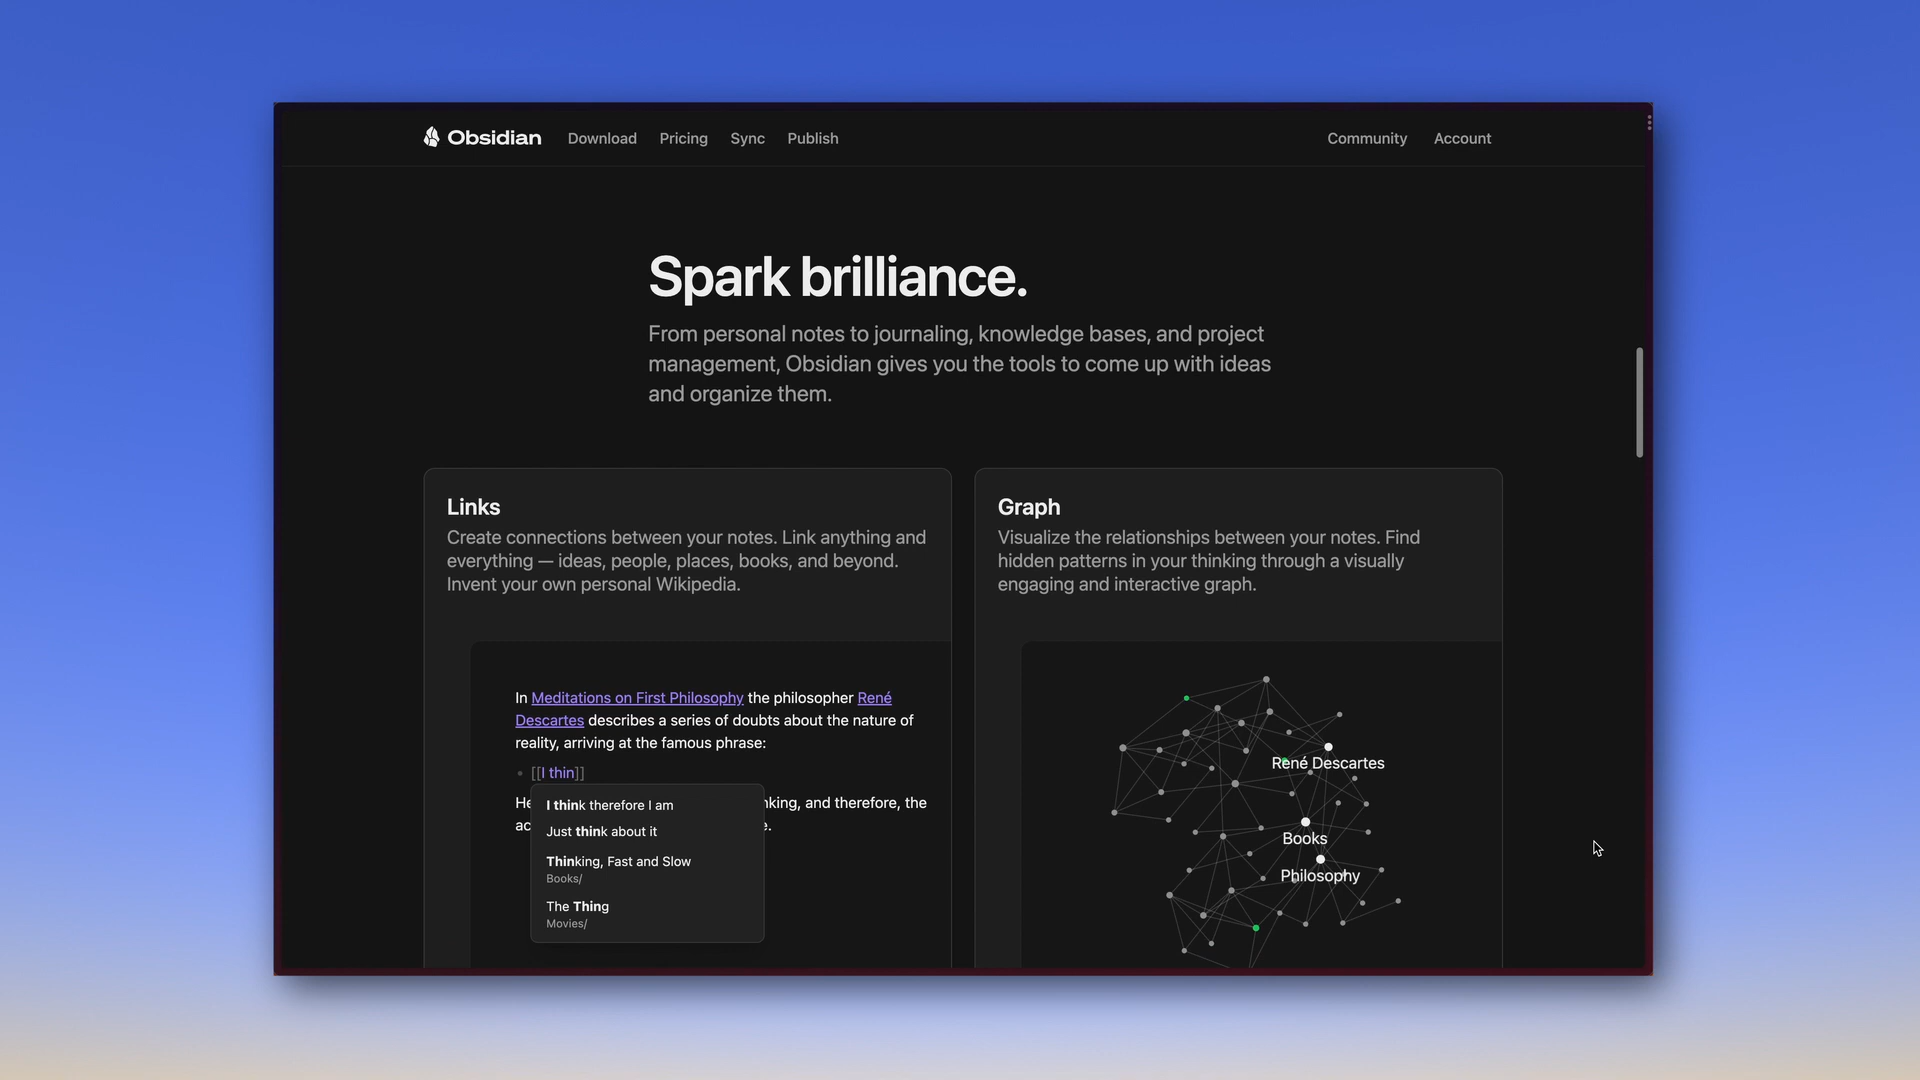 Obsidian Download Pricing Sync Publish Community Account
Spark brilliance.
From personal notes to journaling, knowledge bases, and project
management, Obsidian gives you the tools to come up with ideas
and organize them.
Links
Create connections between your notes. Link anything and
everything — ideas, people, places, books, and beyond.
Invent your own personal Wikipedia.
In Meditations on First Philosophy the philosopher René
Descartes describes a series of doubts about the nature of
reality, arriving at the famous phrase:
• [[I thin]]
He nking, and therefore, the
ac e.
I think therefore I am
Just think about it
Thinking, Fast and Slow
Books/
The Thing
Movies/
Graph
Visualize the relationships between your notes. Find
hidden patterns in your thinking through a visually
engaging and interactive graph.
René Descartes
Books
Philosophy